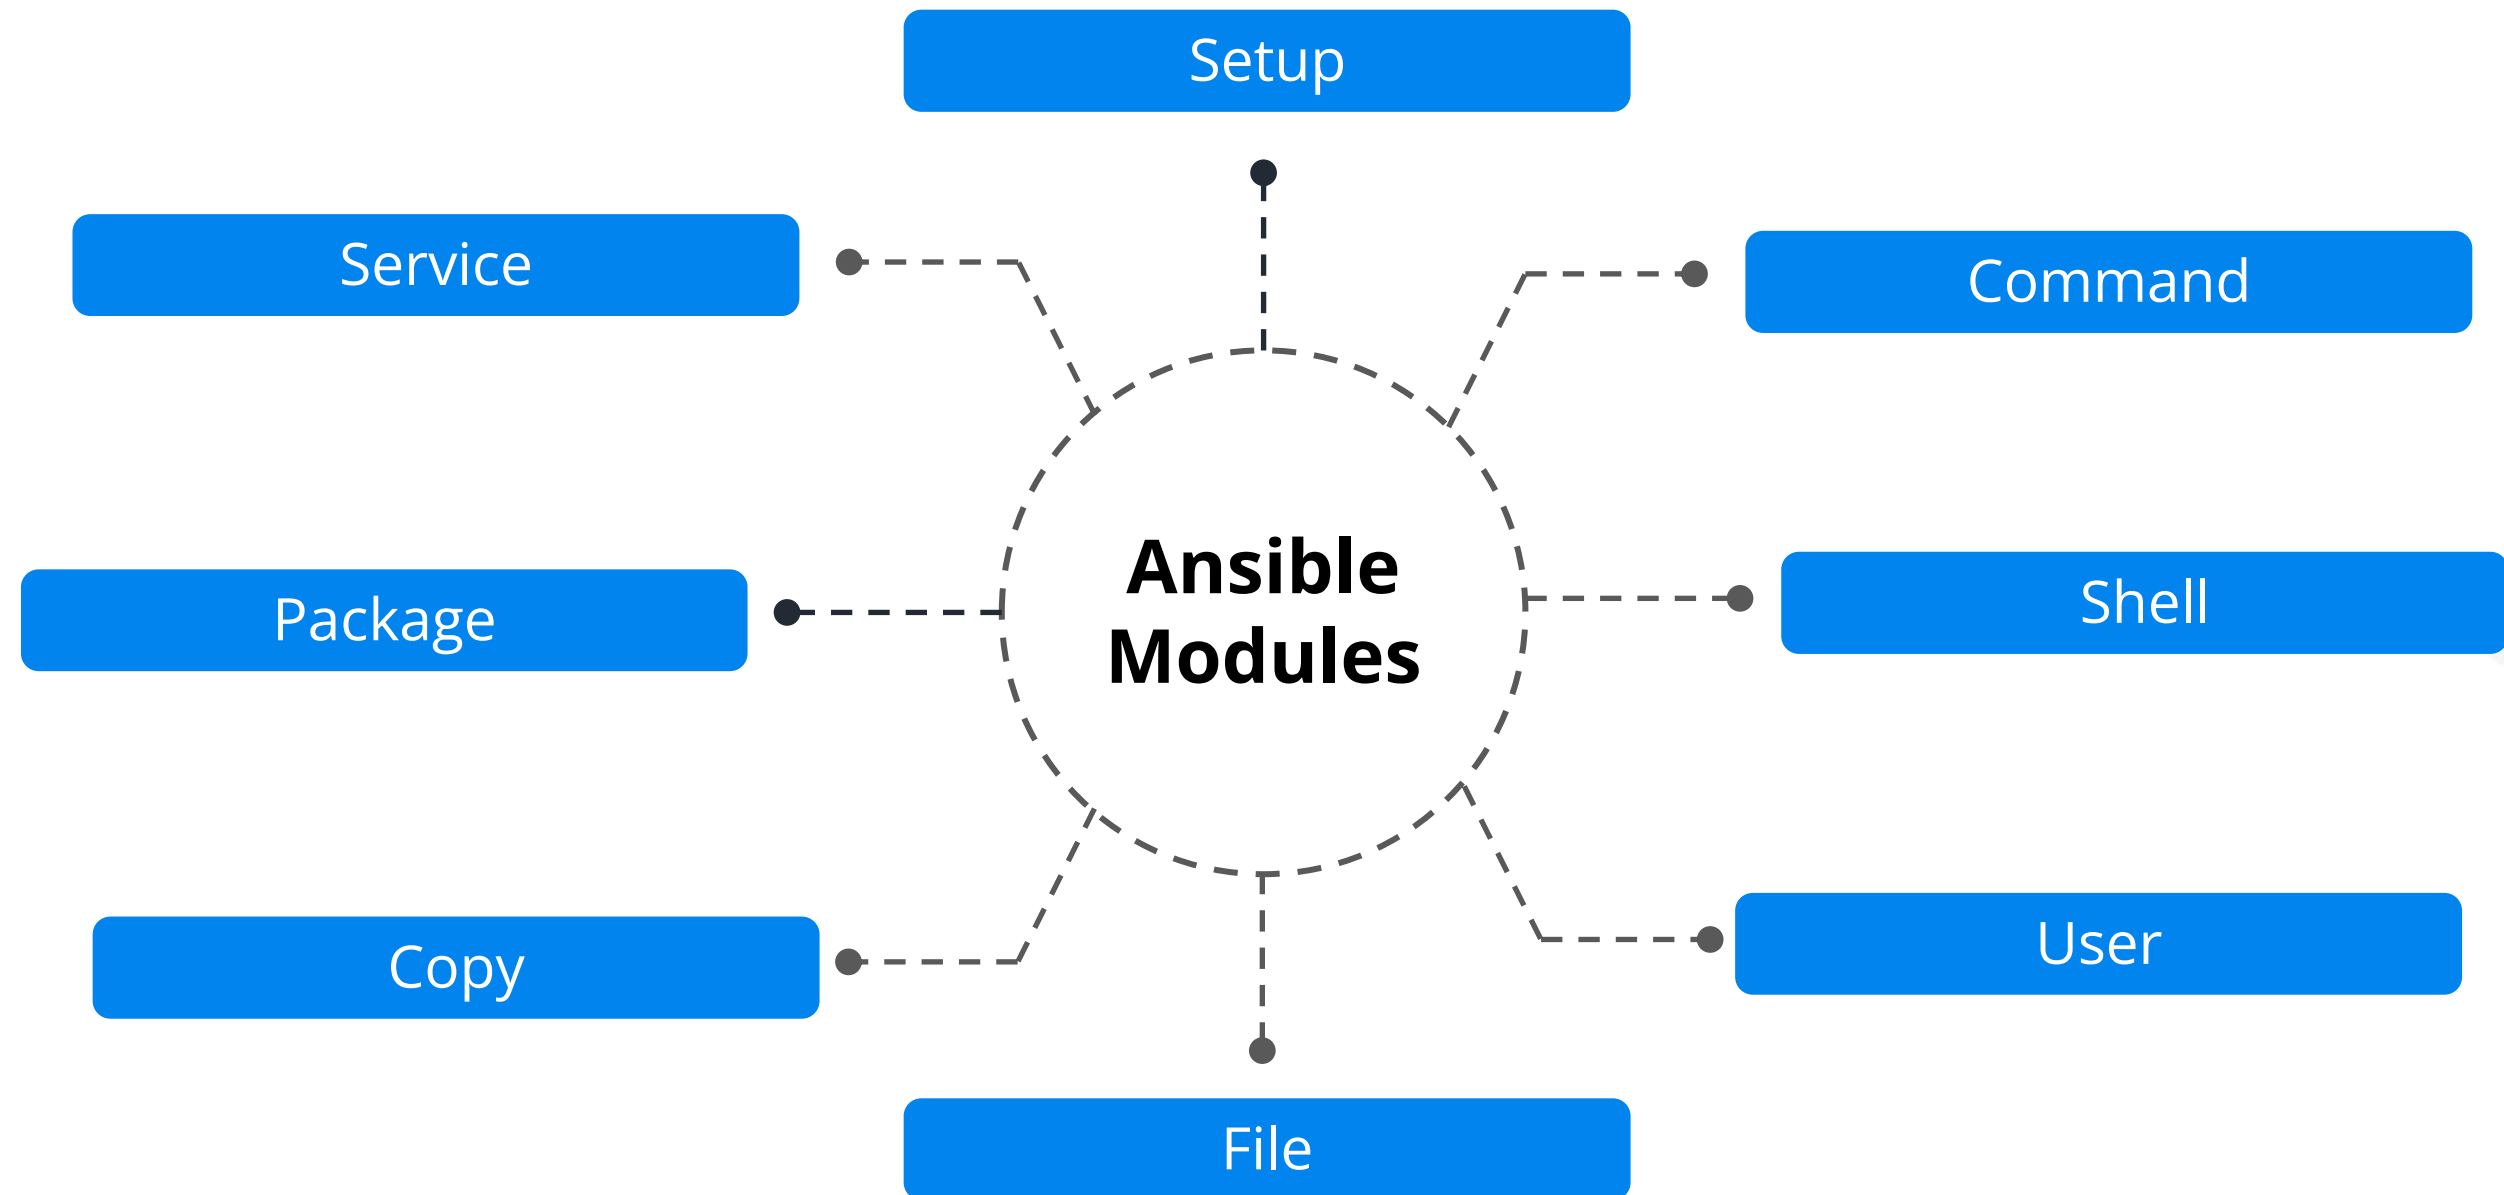 Setup
Service
Command
Ansible
Modules
Package
Shell
Copy
User
File